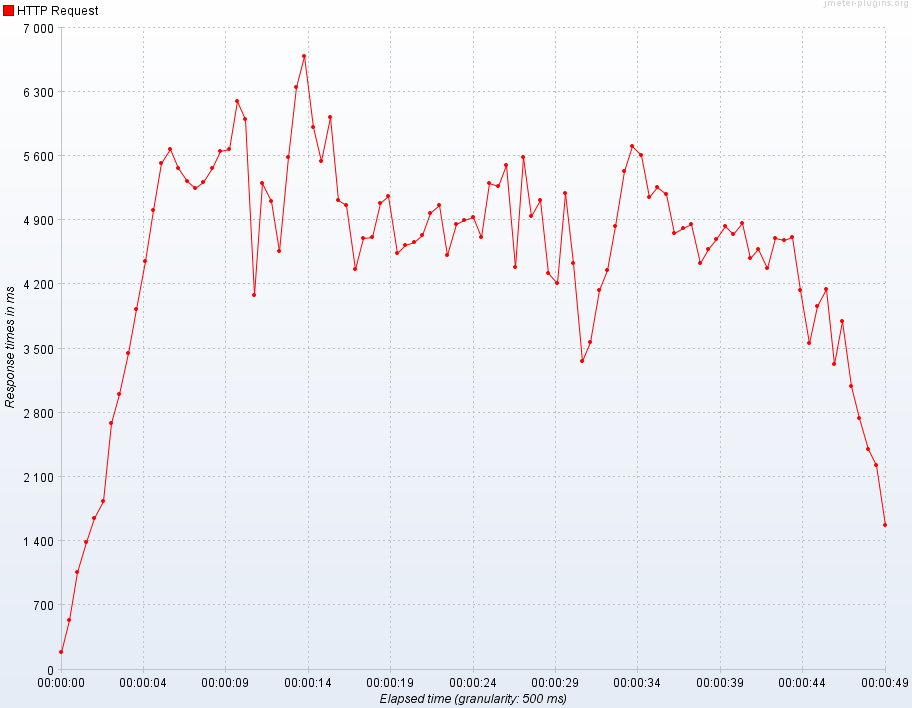 jmeter-plugins.org
HTTP Request
7 000
6 300
5 600
4 900
4 200
3 500
2 800
2 100
1 400
700
0
Response times in ms
00:00:00 00:00:04 00:00:09 00:00:14 00:00:19 00:00:24 00:00:29 00:00:34 00:00:39 00:00:44 00:00:49
Elapsed time (granularity: 500 ms)